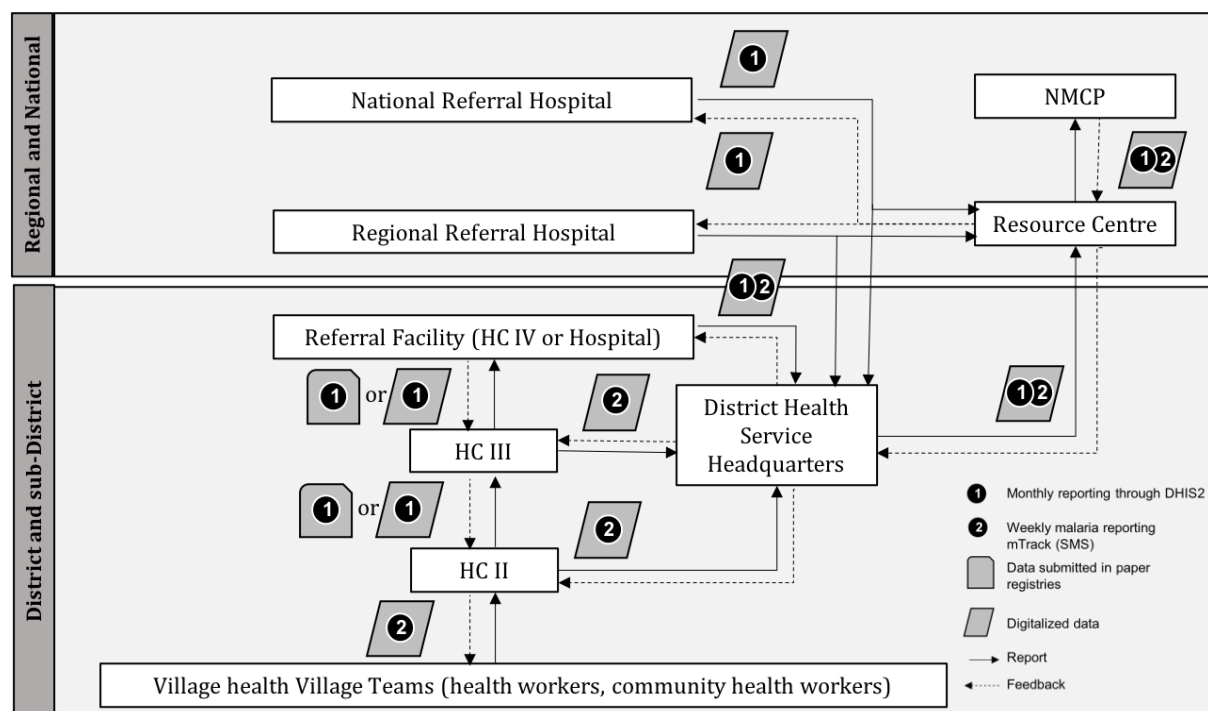 Regional and National
1
National Referral Hospital
NMCP
1
1 2
Regional Referral Hospital
Resource Centre
District and sub-District
1 2
Referral Facility (HC IV or Hospital)
1 or 1
2
1 2
District Health
Service
Headquarters
HC III
1 or 1
2
HC II
2
Village health Village Teams (health workers, community health workers)
1 Monthly reporting through DHIS2
2 Weekly malaria reporting
mTrack (SMS)
Data submitted in paper
registries
Digitalized data
Report
Feedback